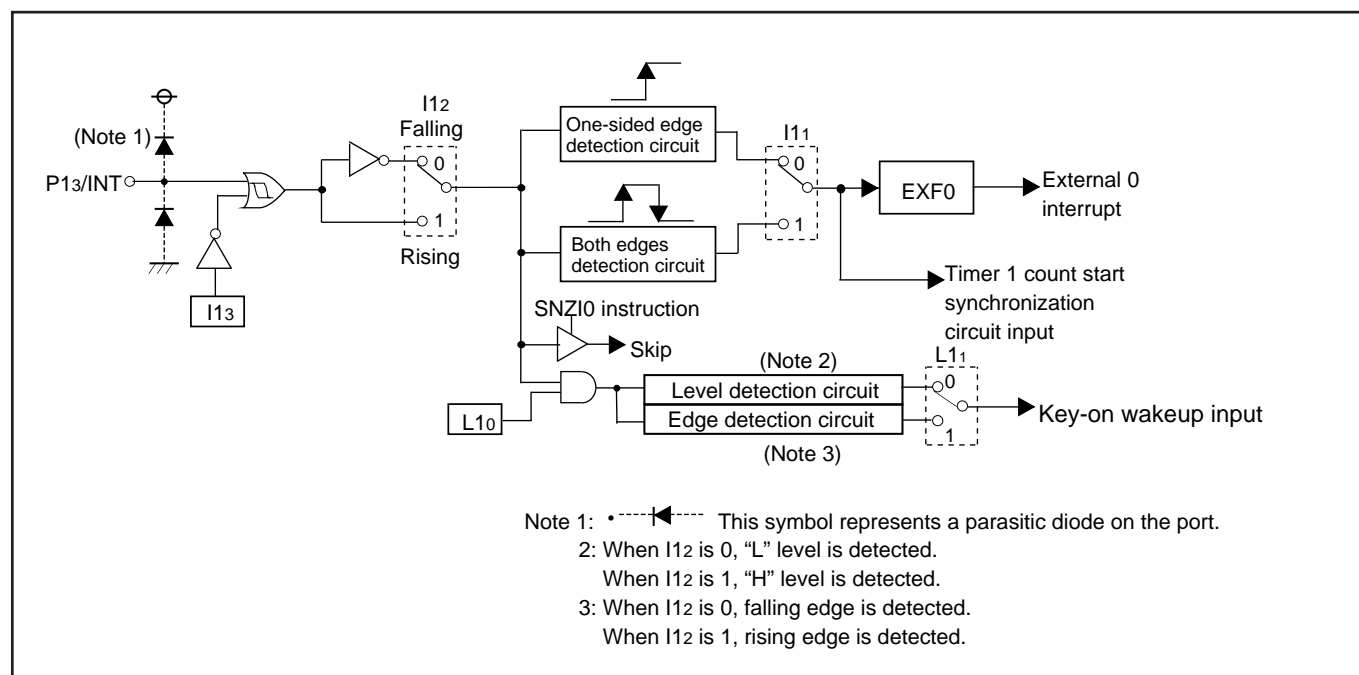 (Note 1)
P13/INT
I13
I12
Falling
0
1
Rising
One-sided edge
detection circuit
Both edges
detection circuit
I11
0
1
EXF0
External 0
interrupt
Timer 1 count start
synchronization
circuit input
SNZI0 instruction
Skip
L10
(Note 2)
Level detection circuit
Edge detection circuit
(Note 3)
L11
0
1
Key-on wakeup input
Note 1: This symbol represents a parasitic diode on the port.
2: When I12 is 0, “L” level is detected.
When I12 is 1, “H” level is detected.
3: When I12 is 0, falling edge is detected.
When I12 is 1, rising edge is detected.